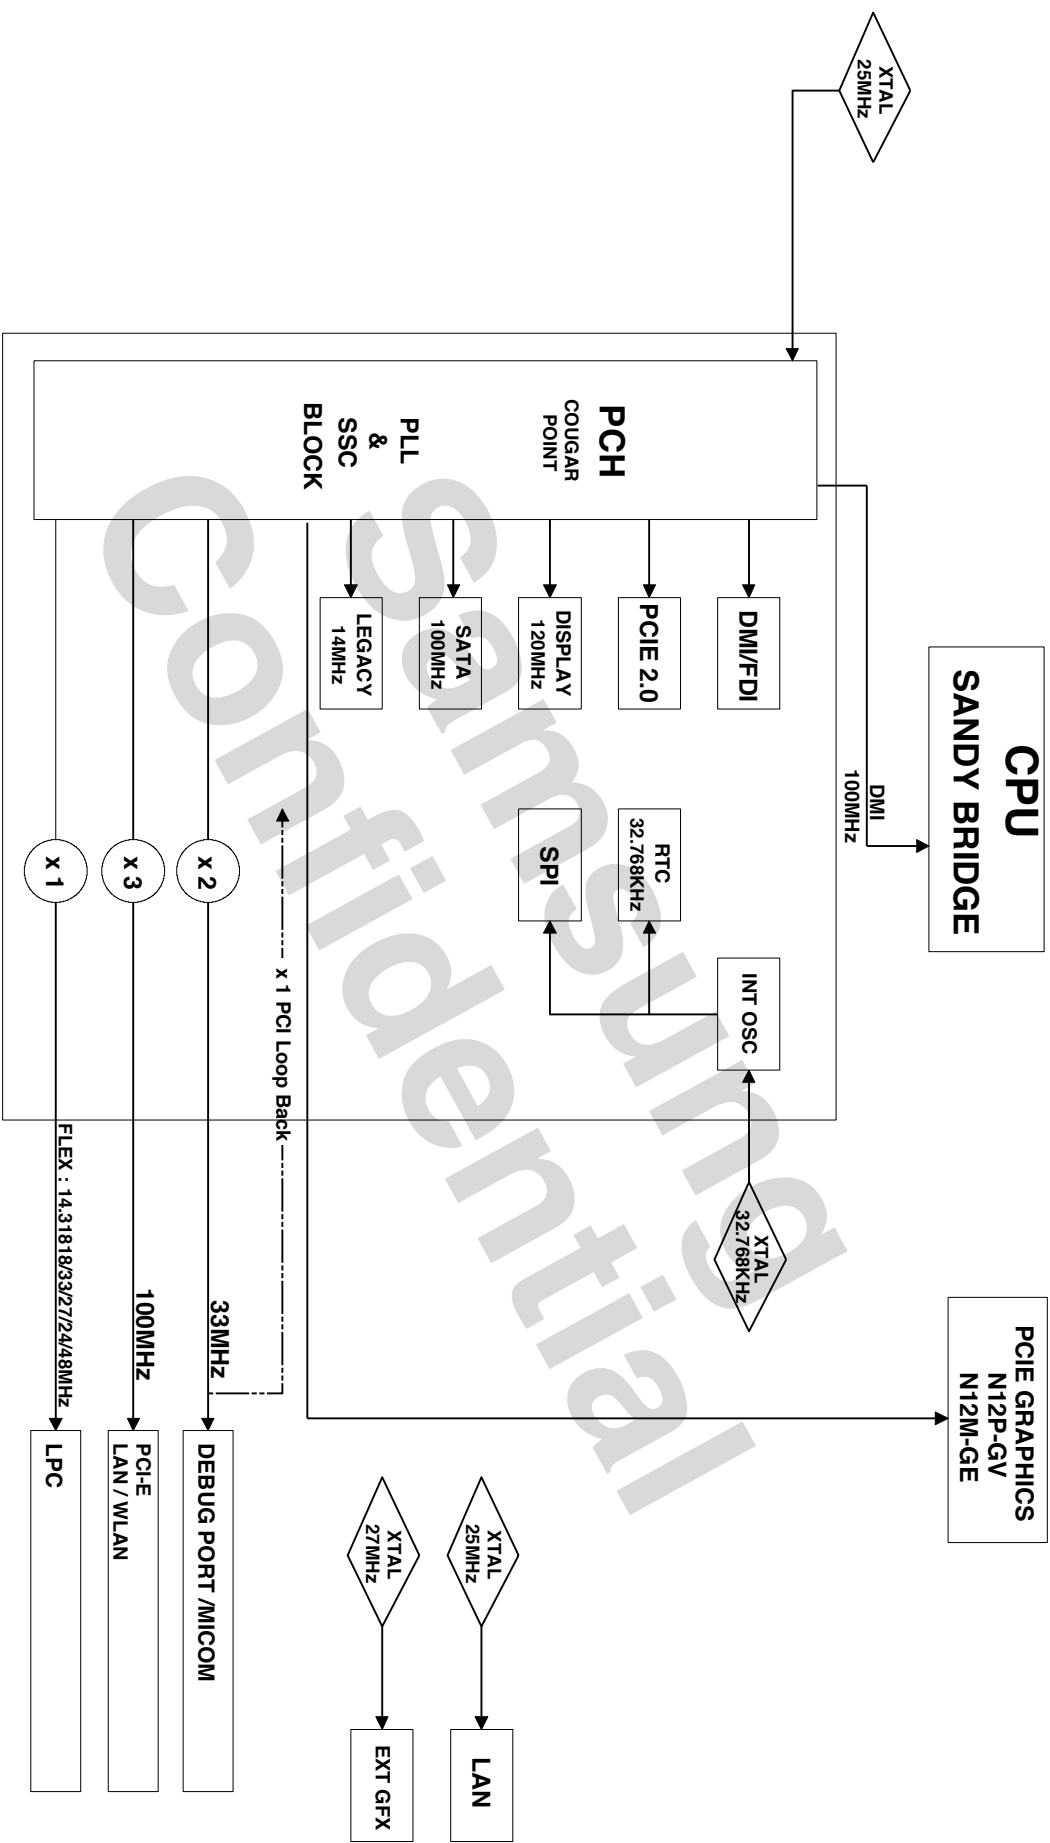 CPU
SANDY BRIDGE
PCIE GRAPHICS
N12P-GV
N12M-GE
XTAL
25MHz
DMI
100MHz
PCH
COUGAR
POINT
PLL
&
SSC
BLOCK
DMI/FDI
PCIE 2.0
DISPLAY
120MHz
SATA
100MHz
LEGACY
14MHz
INT OSC
RTC
32.768KHz
SPI
XTAL
32.768KHz
XTAL
25MHz
LAN
XTAL
27MHz
EXT GFX
x 1 PCI Loop Back
x 2
33MHz
DEBUG PORT /MICOM
x 3
100MHz
PCI-E
LAN / WLAN
x 1
FLEX : 14.31818/33/27/24/48MHz
LPC
Samsung
Confidential